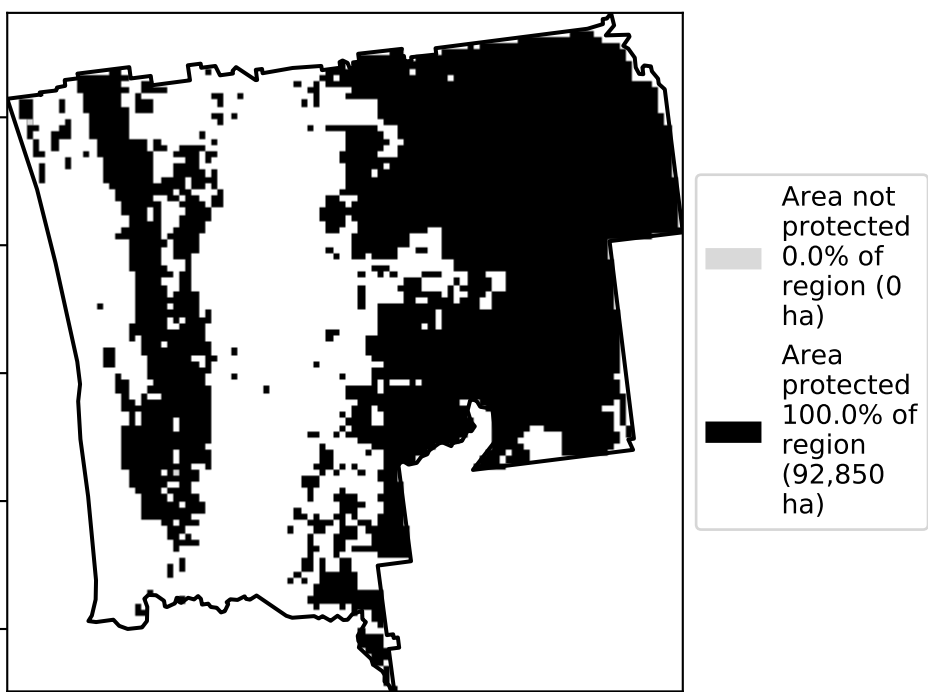 Area not
protected
0.0% of
region (0
ha)
Area
protected
100.0% of
region
(92,850
ha)